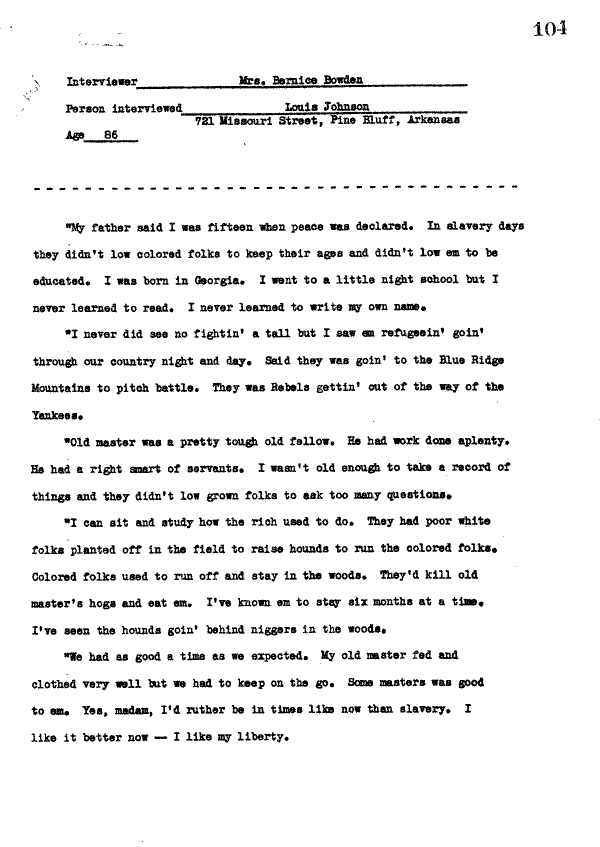 104
Interviewer Mrs. Bernice Bowden
Person interviewed Louis Johnson
721 Missouri Street, Pine Bluff, Arkansas
Age 86
"My father said I was fifteen when peace was declared. In slavery days
they didn't low colored folks to keep their ages and didn't low em to be
educated. I was born in Georgia. I went to a little night school but I
never learned to read. I never learned to write my own name.
"I never did see no fightin' a tall but I saw em refugeein' goin'
through our country night and day. Said they was goin' to the Blue Ridge
Mountains to pitch battle. They was Rebels gettin' out of the way of the
Yankees.
"Old master was a pretty tough old fellow. He had work done aplenty.
He had a right smart of servants. I wasn't old enough to take a record of
things and they didn't low grown folks to ask too many questions.
"I can sit and study how the rich used to do. They had poor white
folks planted off in the field to raise hounds to run the colored folks.
Colored folks used to run off and stay in the woods. They'd kill old
master's hogs and eat em. I've known em to stay six months at a time.
I've seen the hounds goin' behind niggers in the woods.
"We had as good a time as we expected. My old master fed and
clothed very well but we had to keep on the go. Some masters was good
to em. Yes, madam, I'd ruther be in times like now than slavery. I
like it better now — I like my liberty.